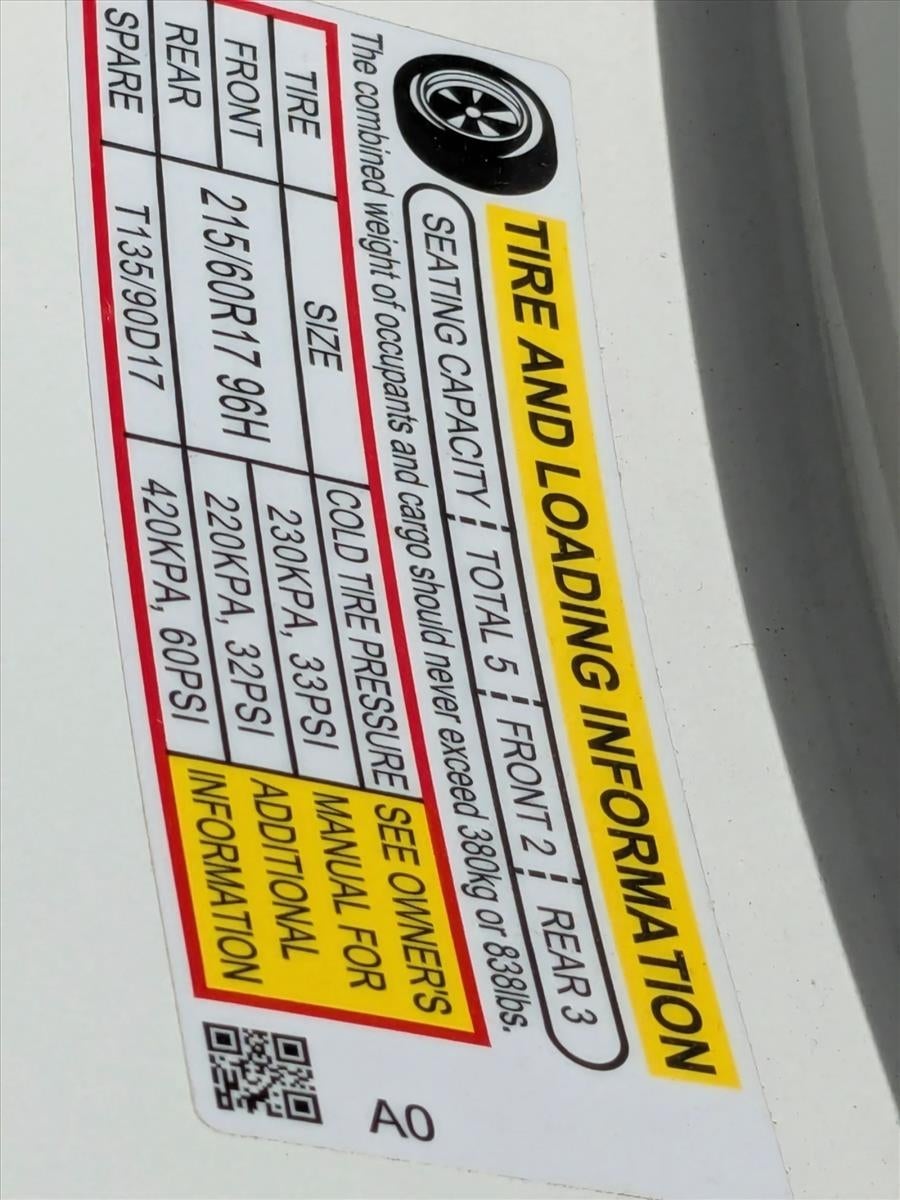 TIRE AND LOADING INFORMATION
SEATING CAPACITY TOTAL 5 FRONT 2 REAR 3
The combined weight of occupants and cargo should never exceed 380kg or 838lbs.
TIRE SIZE COLD TIRE PRESSURE
FRONT 215/60R17 96H 230KPA, 33PSI
REAR 220KPA, 32PSI
SPARE T135/90D17 420KPA, 60PSI
SEE OWNER'S
MANUAL FOR
ADDITIONAL
INFORMATION
A0